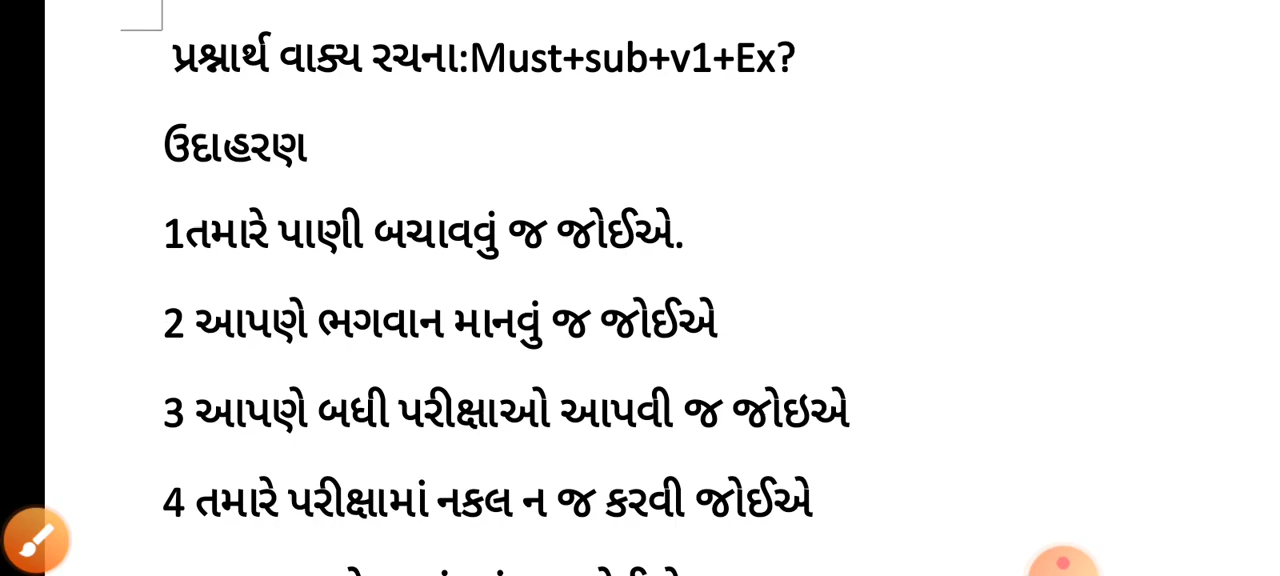 પ્રશ્નાર્થ વાક્ય રચના:Must+sub+v1+Ex?
ઉદાહરણ
1તમારે પાણી બચાવવું જ જોઈએ.
2 આપણે ભગવાન માનવું જ જોઈએ
3 આપણે બધી પરીક્ષાઓ આપવી જ જોઇએ
4 તમારે પરીક્ષામાં નકલ ન જ કરવી જોઈએ